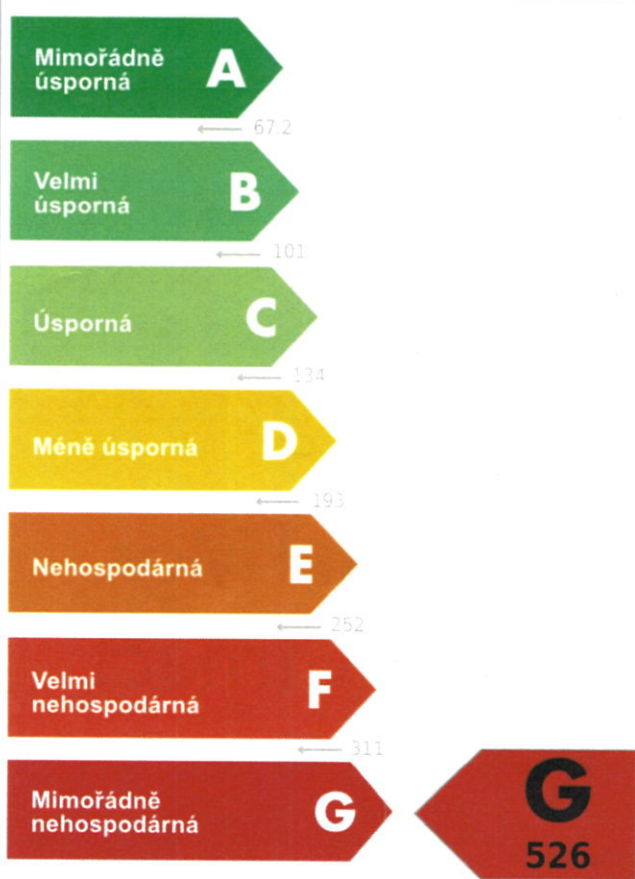 Mimořádně
úsporná A
67.2
Velmi
úsporná B
101
Úsporná C
134
Méně úsporná D
193
Nehospodárná E
252
Velmi
nehospodárná F
311
Mimořádně
nehospodárná G
G
526